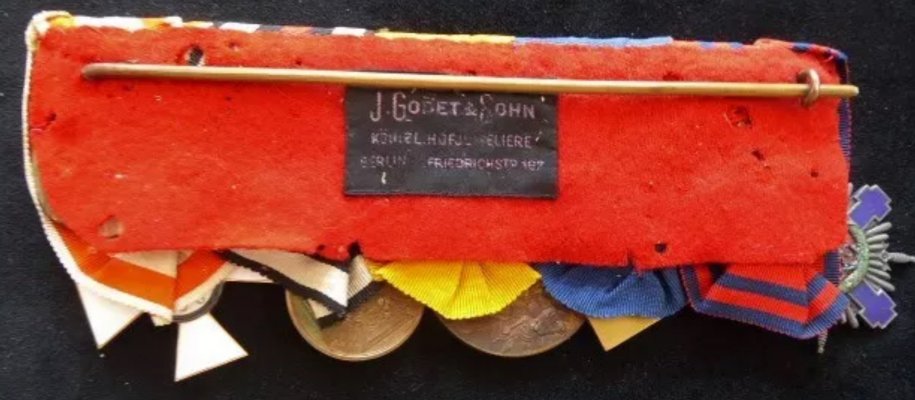 J. GODET & SOHN
KÖNIGL. HOFJUWELIERE
BERLIN FRIEDRICHSTR. 167